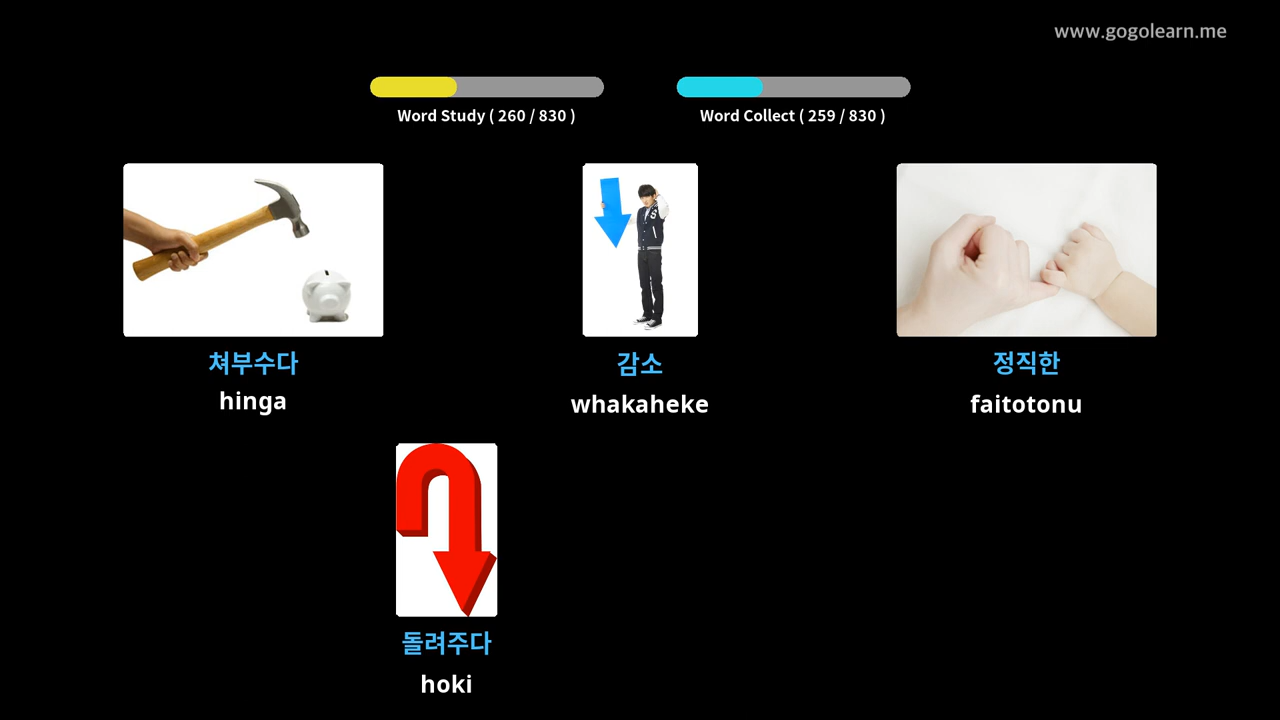 www.gogolearn.me
Word Study ( 260 / 830 )
Word Collect ( 259 / 830 )
쳐부수다
hinga
감소
whakaheke
정직한
faitotonu
돌려주다
hoki